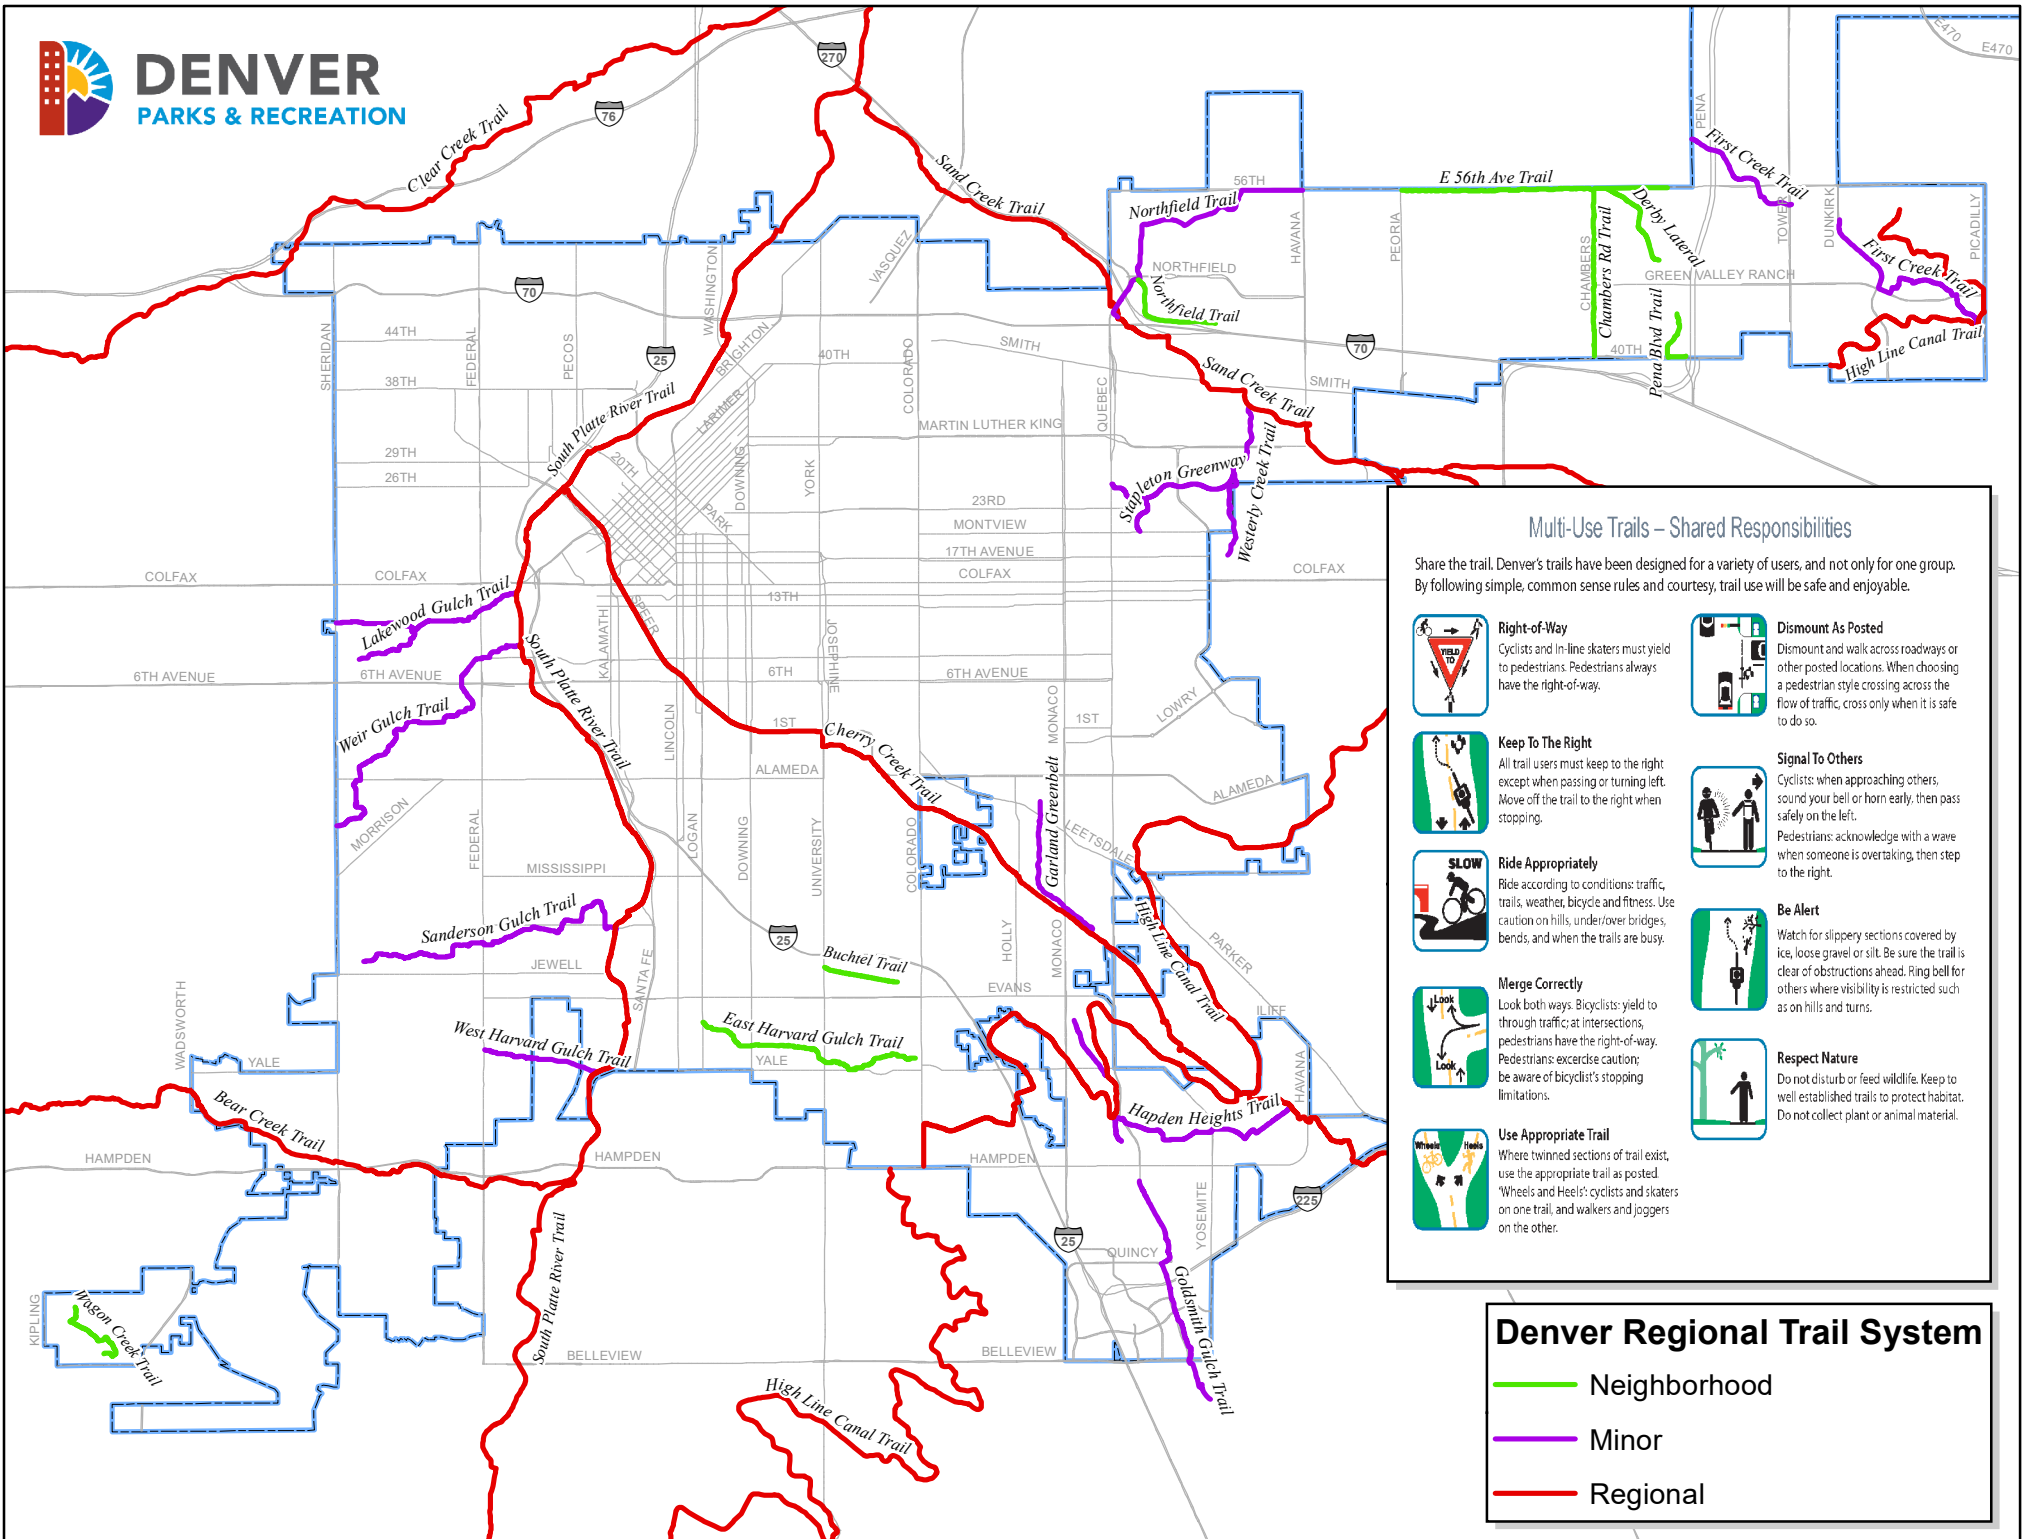 DENVER
PARKS & RECREATION
Clear Creek Trail
76
270
Sand Creek Trail
VASQUEZ
E470
E470
PENA
First Creek Trail
56TH
E 56th Ave Trail
Northfield Trail
Derby Lateral
TOWER
DUNKIRK
PICADILLY
HAVANA
PEORIA
CHAMBERS
Chambers Rd Trail
NORTHFIELD
Northfield Trail
GREEN VALLEY RANCH
First Creek Trail
Pena Blvd Trail
40TH
High Line Canal Trail
70
70
SHERIDAN
44TH
FEDERAL
PECOS
25
WASHINGTON
BRIGHTON
40TH
COLORADO
SMITH
SMITH
QUEBEC
Sand Creek Trail
38TH
South Platte River Trail
LARIMER
MARTIN LUTHER KING
29TH
26TH
20TH
DOWNING
YORK
PARK
23RD
MONTVIEW
17TH AVENUE
Stapleton Greenway
Westerly Creek Trail
COLFAX
COLFAX
COLFAX
COLFAX
13TH
Lakewood Gulch Trail
SPEER
KALAMATH
JOSEPHINE
6TH AVENUE
6TH AVENUE
6TH
6TH AVENUE
South Platte River Trail
Weir Gulch Trail
LINCOLN
1ST
Cherry Creek Trail
MONACO
1ST
LOWRY
ALAMEDA
ALAMEDA
MORRISON
FEDERAL
LOGAN
DOWNING
UNIVERSITY
COLORADO
Garland Greenbelt
LEETSDALE
MISSISSIPPI
Sanderson Gulch Trail
25
HOLLY
MONACO
High Line Canal Trail
PARKER
JEWELL
SANTA FE
Buchtel Trail
EVANS
ILIFF
WADSWORTH
West Harvard Gulch Trail
East Harvard Gulch Trail
YALE
YALE
HAVANA
Bear Creek Trail
Hapden Heights Trail
HAMPDEN
HAMPDEN
HAMPDEN
225
YOSEMITE
25
QUINCY
South Platte River Trail
Goldsmith Gulch Trail
KIPLING
Wagon Creek Trail
BELLEVIEW
BELLEVIEW
High Line Canal Trail
Multi-Use Trails – Shared Responsibilities
Share the trail. Denver's trails have been designed for a variety of users, and not only for one group.
By following simple, common sense rules and courtesy, trail use will be safe and enjoyable.
YIELD
TO
Right-of-Way
Cyclists and In-line skaters must yield
to pedestrians. Pedestrians always
have the right-of-way.
Keep To The Right
All trail users must keep to the right
except when passing or turning left.
Move off the trail to the right when
stopping.
SLOW
Ride Appropriately
Ride according to conditions: traffic,
trails, weather, bicycle and fitness. Use
caution on hills, under/over bridges,
bends, and when the trails are busy.
Look
Look
Merge Correctly
Look both ways. Bicyclists: yield to
through traffic; at intersections,
pedestrians have the right-of-way.
Pedestrians: excercise caution;
be aware of bicyclist's stopping
limitations.
Wheels
Heels
Use Appropriate Trail
Where twinned sections of trail exist,
use the appropriate trail as posted.
'Wheels and Heels': cyclists and skaters
on one trail, and walkers and joggers
on the other.
Dismount As Posted
Dismount and walk across roadways or
other posted locations. When choosing
a pedestrian style crossing across the
flow of traffic, cross only when it is safe
to do so.
Signal To Others
Cyclists: when approaching others,
sound your bell or horn early, then pass
safely on the left.
Pedestrians: acknowledge with a wave
when someone is overtaking, then step
to the right.
Be Alert
Watch for slippery sections covered by
ice, loose gravel or silt. Be sure the trail is
clear of obstructions ahead. Ring bell for
others where visibility is restricted such
as on hills and turns.
Respect Nature
Do not disturb or feed wildlife. Keep to
well established trails to protect habitat.
Do not collect plant or animal material.
Denver Regional Trail System
Neighborhood
Minor
Regional